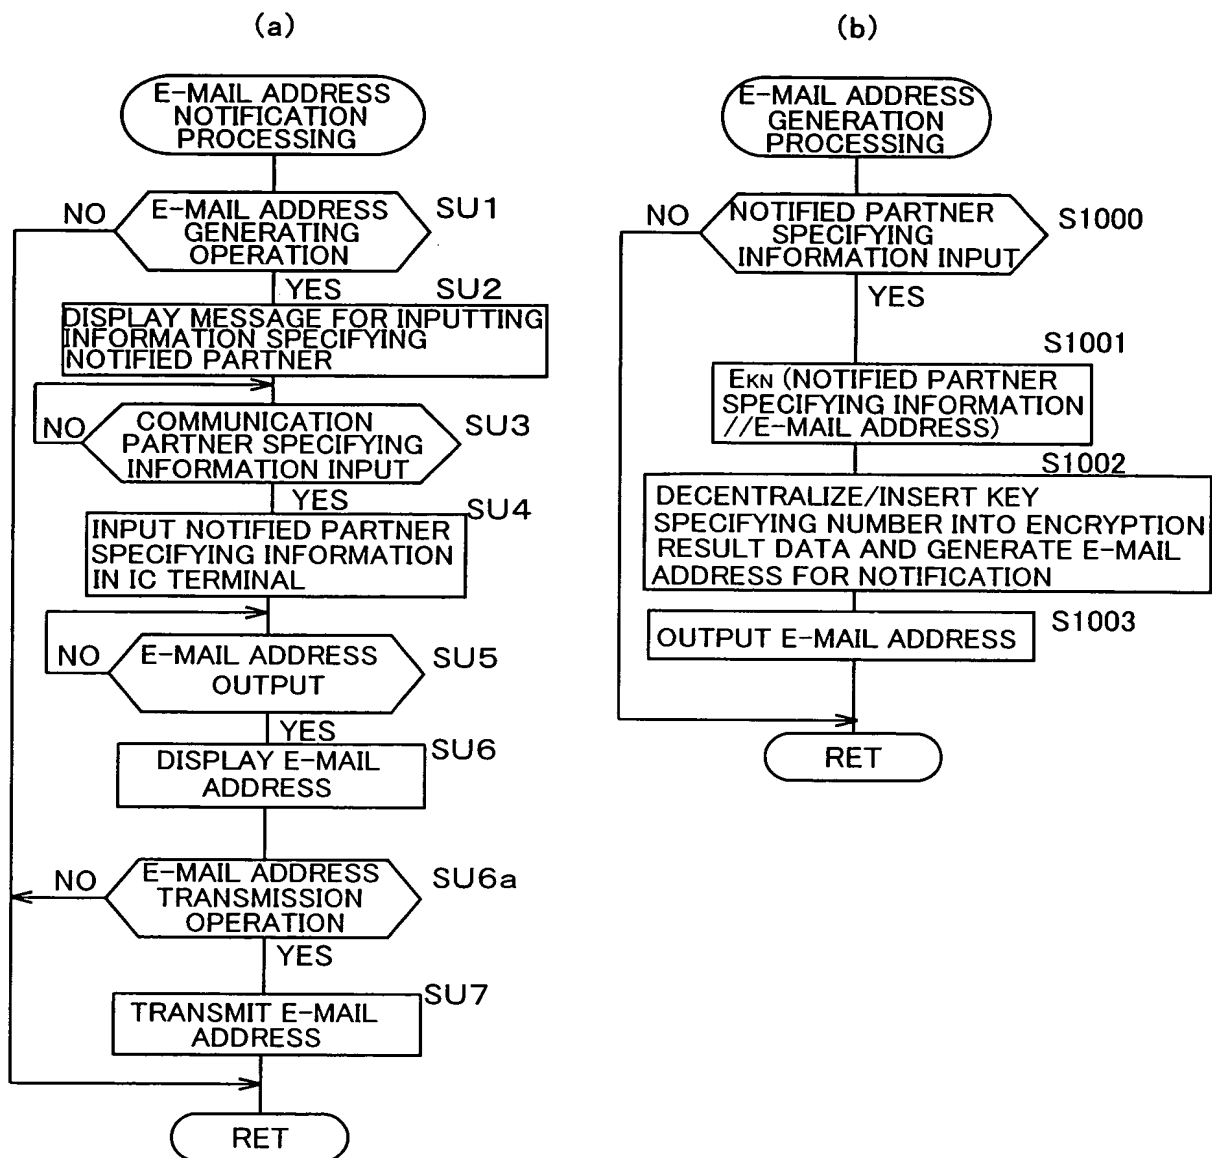 (a)
E-MAIL ADDRESS
NOTIFICATION
PROCESSING
NO
E-MAIL ADDRESS
GENERATING
OPERATION
SU1
YES
SU2
DISPLAY MESSAGE FOR INPUTTING
INFORMATION SPECIFYING
NOTIFIED PARTNER
NO
COMMUNICATION
PARTNER SPECIFYING
INFORMATION INPUT
SU3
YES
SU4
INPUT NOTIFIED PARTNER
SPECIFYING INFORMATION
IN IC TERMINAL
NO
E-MAIL ADDRESS
OUTPUT
SU5
YES
SU6
DISPLAY E-MAIL
ADDRESS
NO
E-MAIL ADDRESS
TRANSMISSION
OPERATION
SU6a
YES
SU7
TRANSMIT E-MAIL
ADDRESS
RET
(b)
E-MAIL ADDRESS
GENERATION
PROCESSING
NO
NOTIFIED PARTNER
SPECIFYING
INFORMATION INPUT
S1000
YES
S1001
EKN (NOTIFIED PARTNER
SPECIFYING INFORMATION
//E-MAIL ADDRESS)
S1002
DECENTRALIZE/INSERT KEY
SPECIFYING NUMBER INTO ENCRYPTION
RESULT DATA AND GENERATE E-MAIL
ADDRESS FOR NOTIFICATION
S1003
OUTPUT E-MAIL ADDRESS
RET